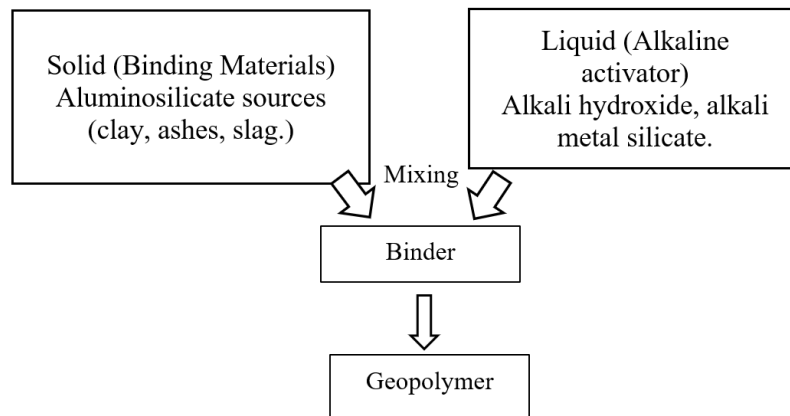 Solid (Binding Materials)
Aluminosilicate sources
(clay, ashes, slag.)
Liquid (Alkaline
activator)
Alkali hydroxide, alkali
metal silicate.
Mixing
Binder
Geopolymer